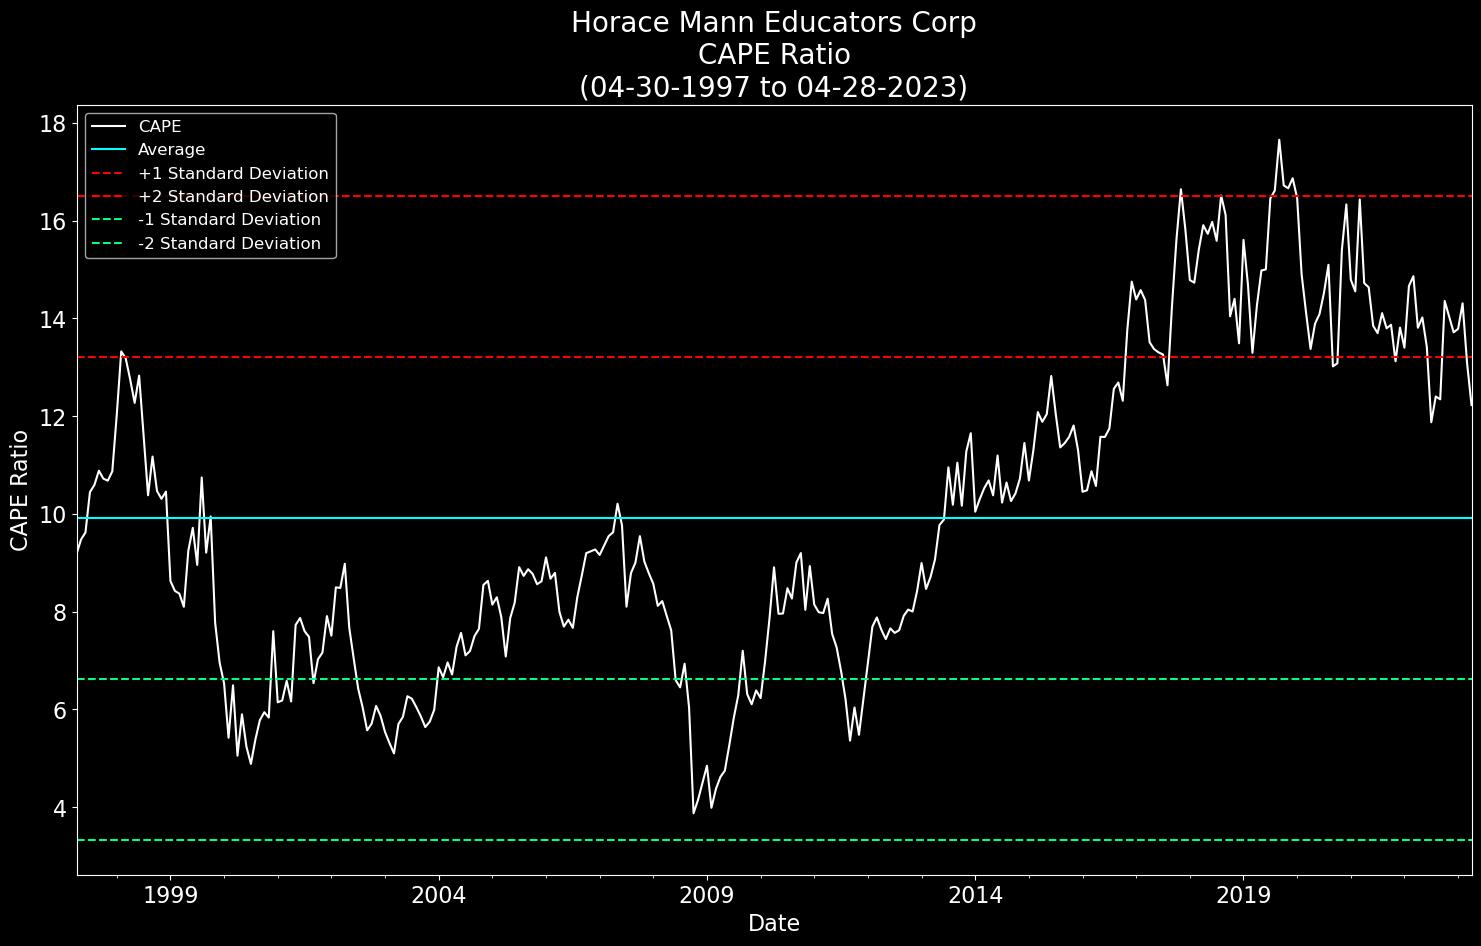 Horace Mann Educators Corp
CAPE Ratio
(04-30-1997 to 04-28-2023)
CAPE
Average
+1 Standard Deviation
+2 Standard Deviation
-1 Standard Deviation
-2 Standard Deviation
18
16
14
12
10
8
6
4
CAPE Ratio
1999
2004
2009
2014
2019
Date